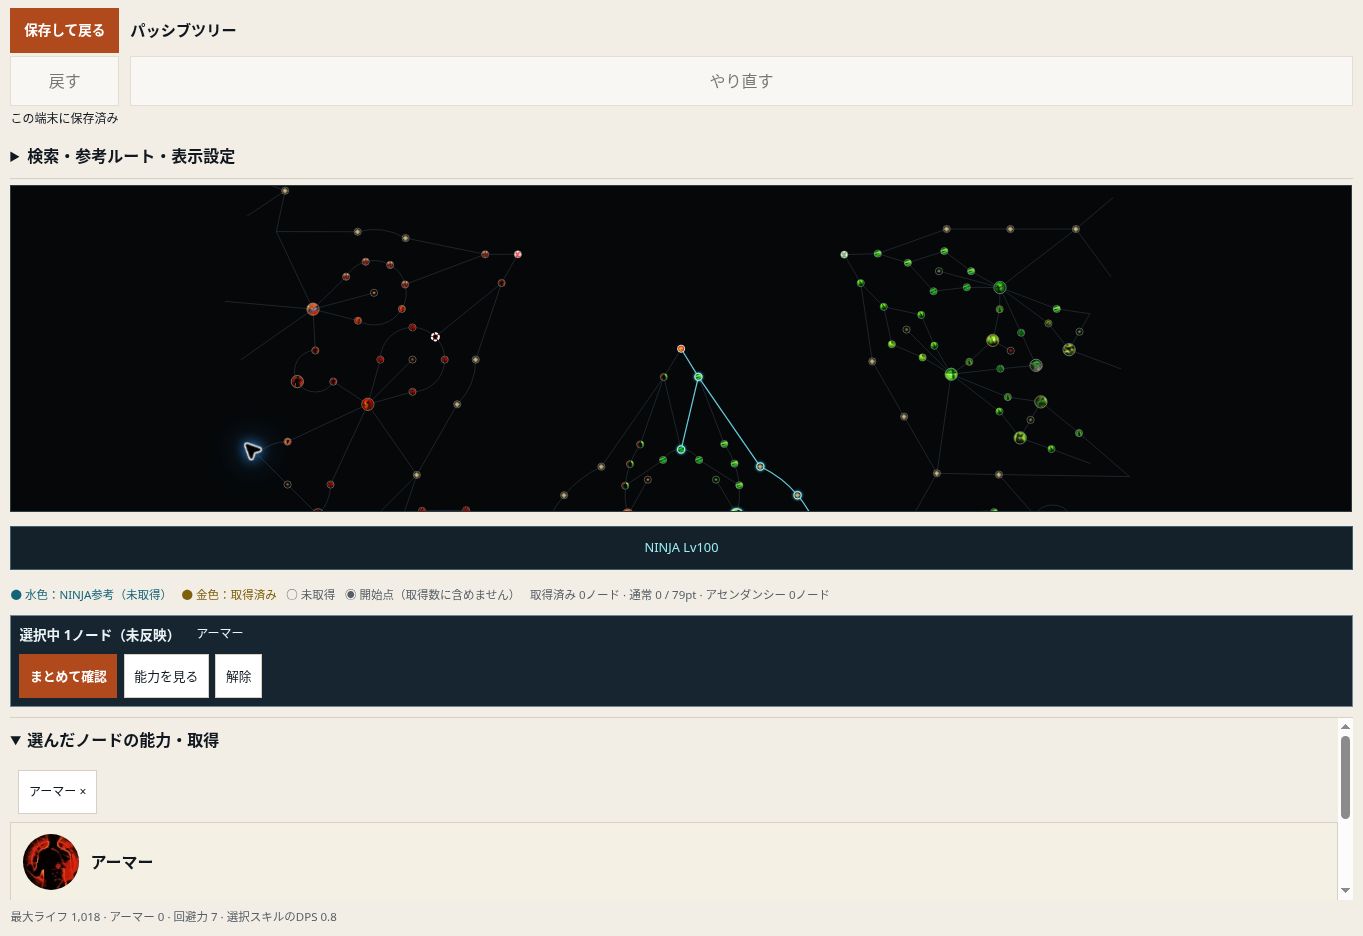 保存して戻る パッシブツリー
戻す やり直す
この端末に保存済み
▶ 検索・参考ルート・表示設定
NINJA Lv100
● 水色：NINJA参考（未取得） ● 金色：取得済み ○ 未取得 ◉ 開始点（取得数に含めません） 取得済み 0ノード · 通常 0 / 79pt · アセンダンシー 0ノード
選択中 1ノード（未反映） アーマー
まとめて確認 能力を見る 解除
▼ 選んだノードの能力・取得
アーマー ×
アーマー
最大ライフ 1,018 · アーマー 0 · 回避力 7 · 選択スキルのDPS 0.8